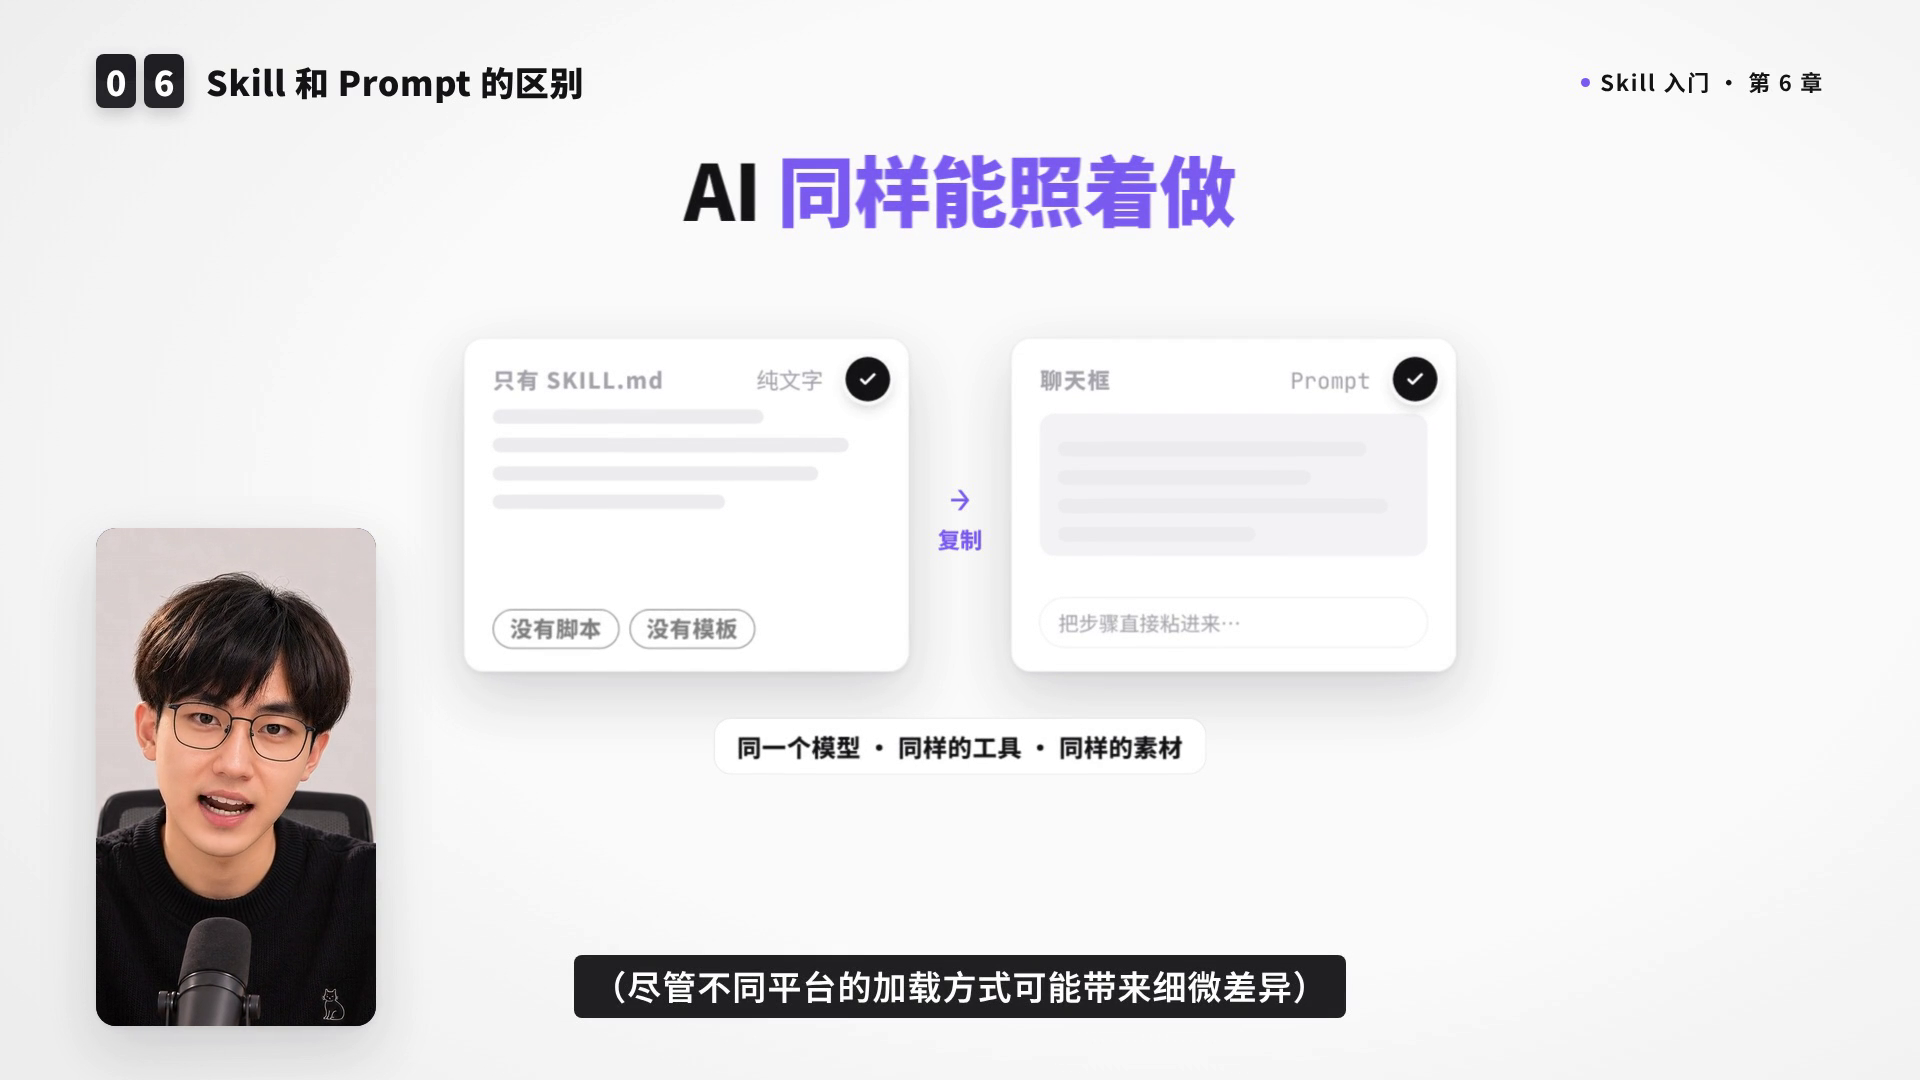 06 Skill 和 Prompt 的区别
Skill 入门 · 第 6 章
AI 同样能照着做
只有 SKILL.md 纯文字
没有脚本 没有模板
→
复制
聊天框 Prompt
把步骤直接粘进来…
同一个模型 · 同样的工具 · 同样的素材
（尽管不同平台的加载方式可能带来细微差异）